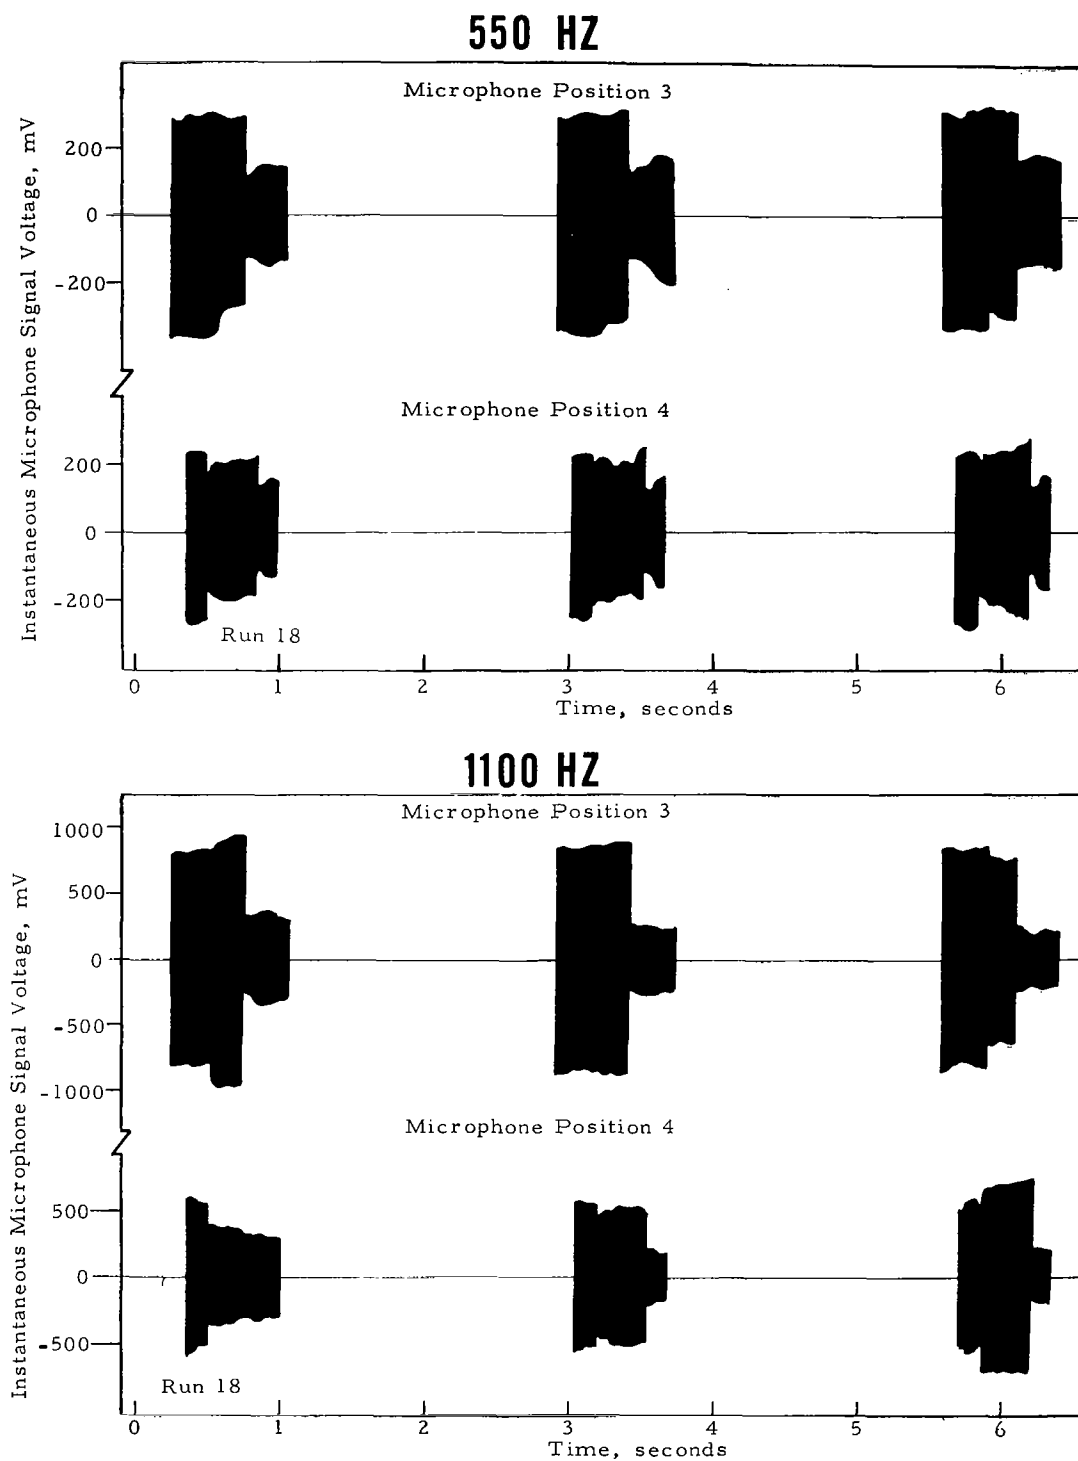 550 HZ
Microphone Position 3
Instantaneous Microphone Signal Voltage, mV
200
0
-200
Microphone Position 4
200
0
-200
Run 18
0 1 2 3 4 5 6
Time, seconds
1100 HZ
Microphone Position 3
Instantaneous Microphone Signal Voltage, mV
1000
500
0
-500
-1000
Microphone Position 4
500
0
-500
Run 18
0 1 2 3 4 5 6
Time, seconds